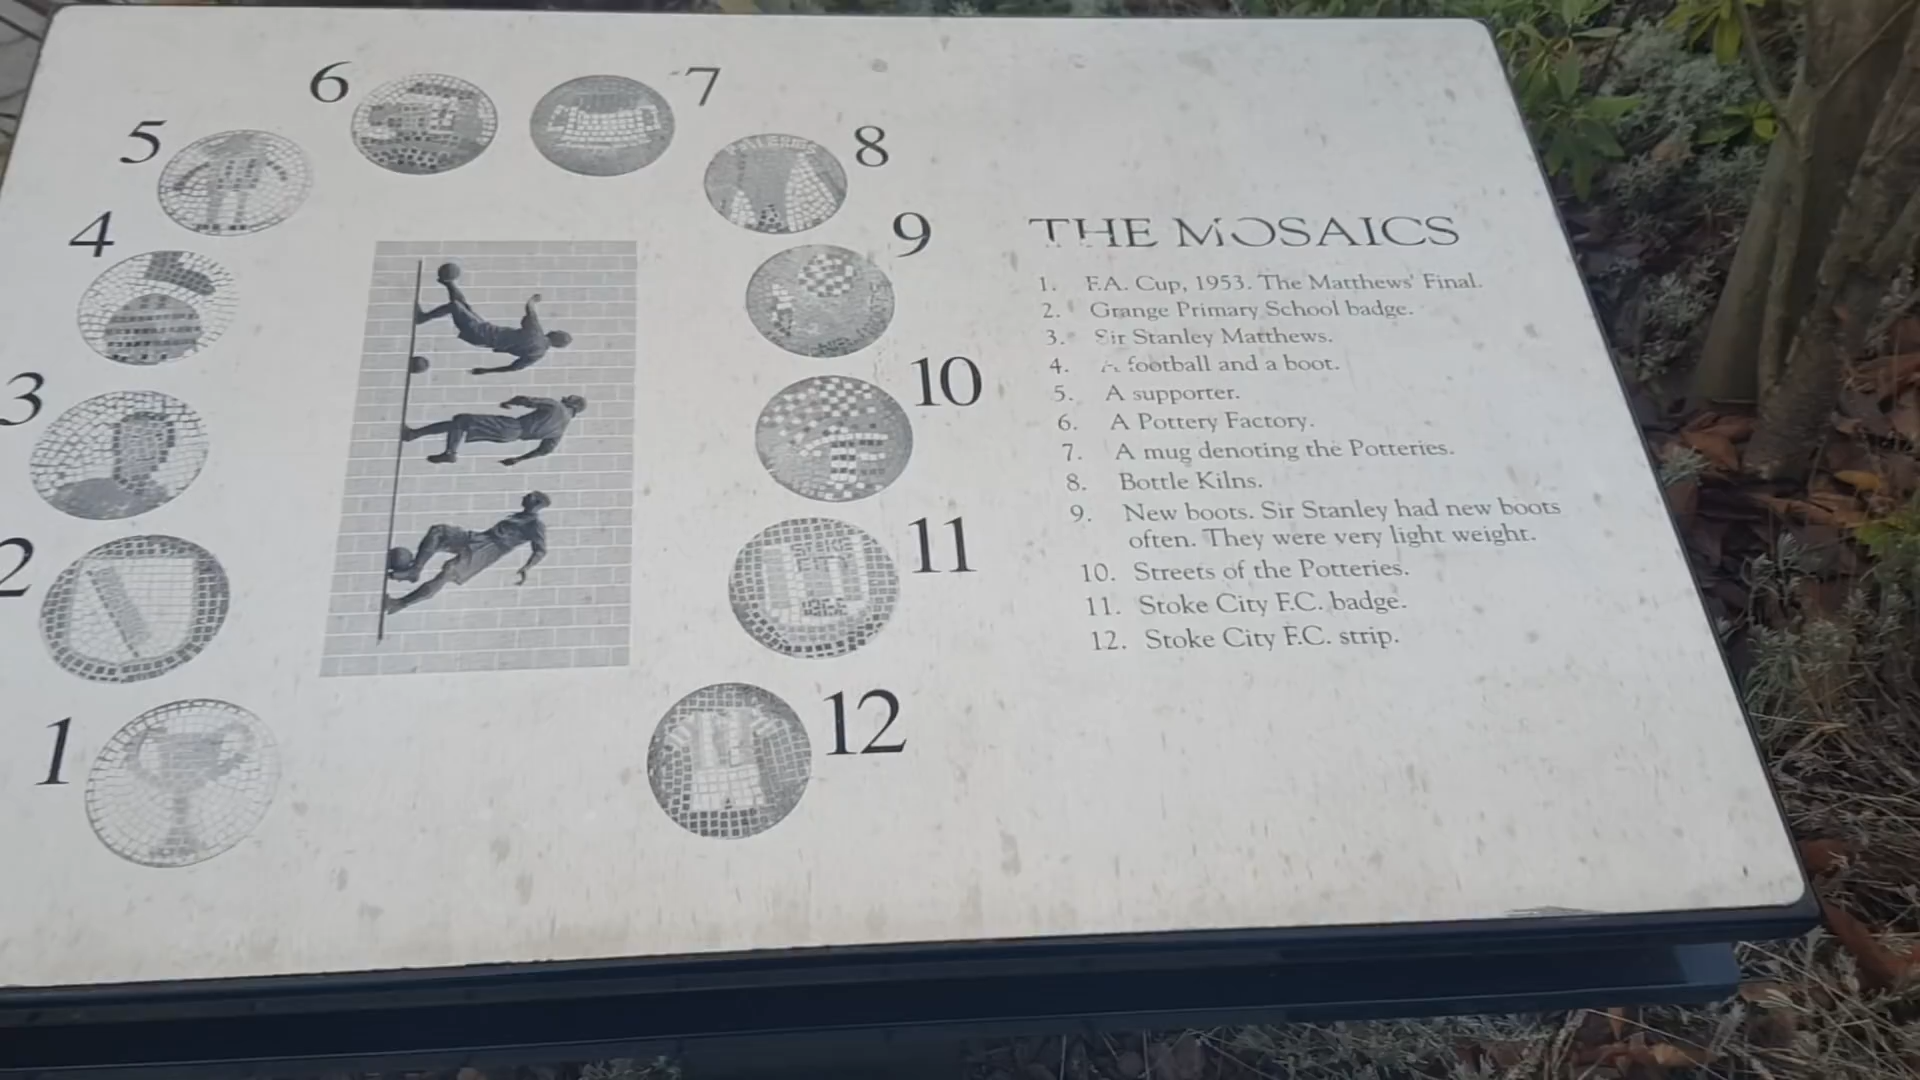 6
7
5
8
4
9
3
10
2
11
1
12
THE MOSAICS
1. F.A. Cup, 1953. The Matthews' Final.
2. Grange Primary School badge.
3. Sir Stanley Matthews.
4. A football and a boot.
5. A supporter.
6. A Pottery Factory.
7. A mug denoting the Potteries.
8. Bottle Kilns.
9. New boots. Sir Stanley had new boots
often. They were very light weight.
10. Streets of the Potteries.
11. Stoke City F.C. badge.
12. Stoke City F.C. strip.
STOKE